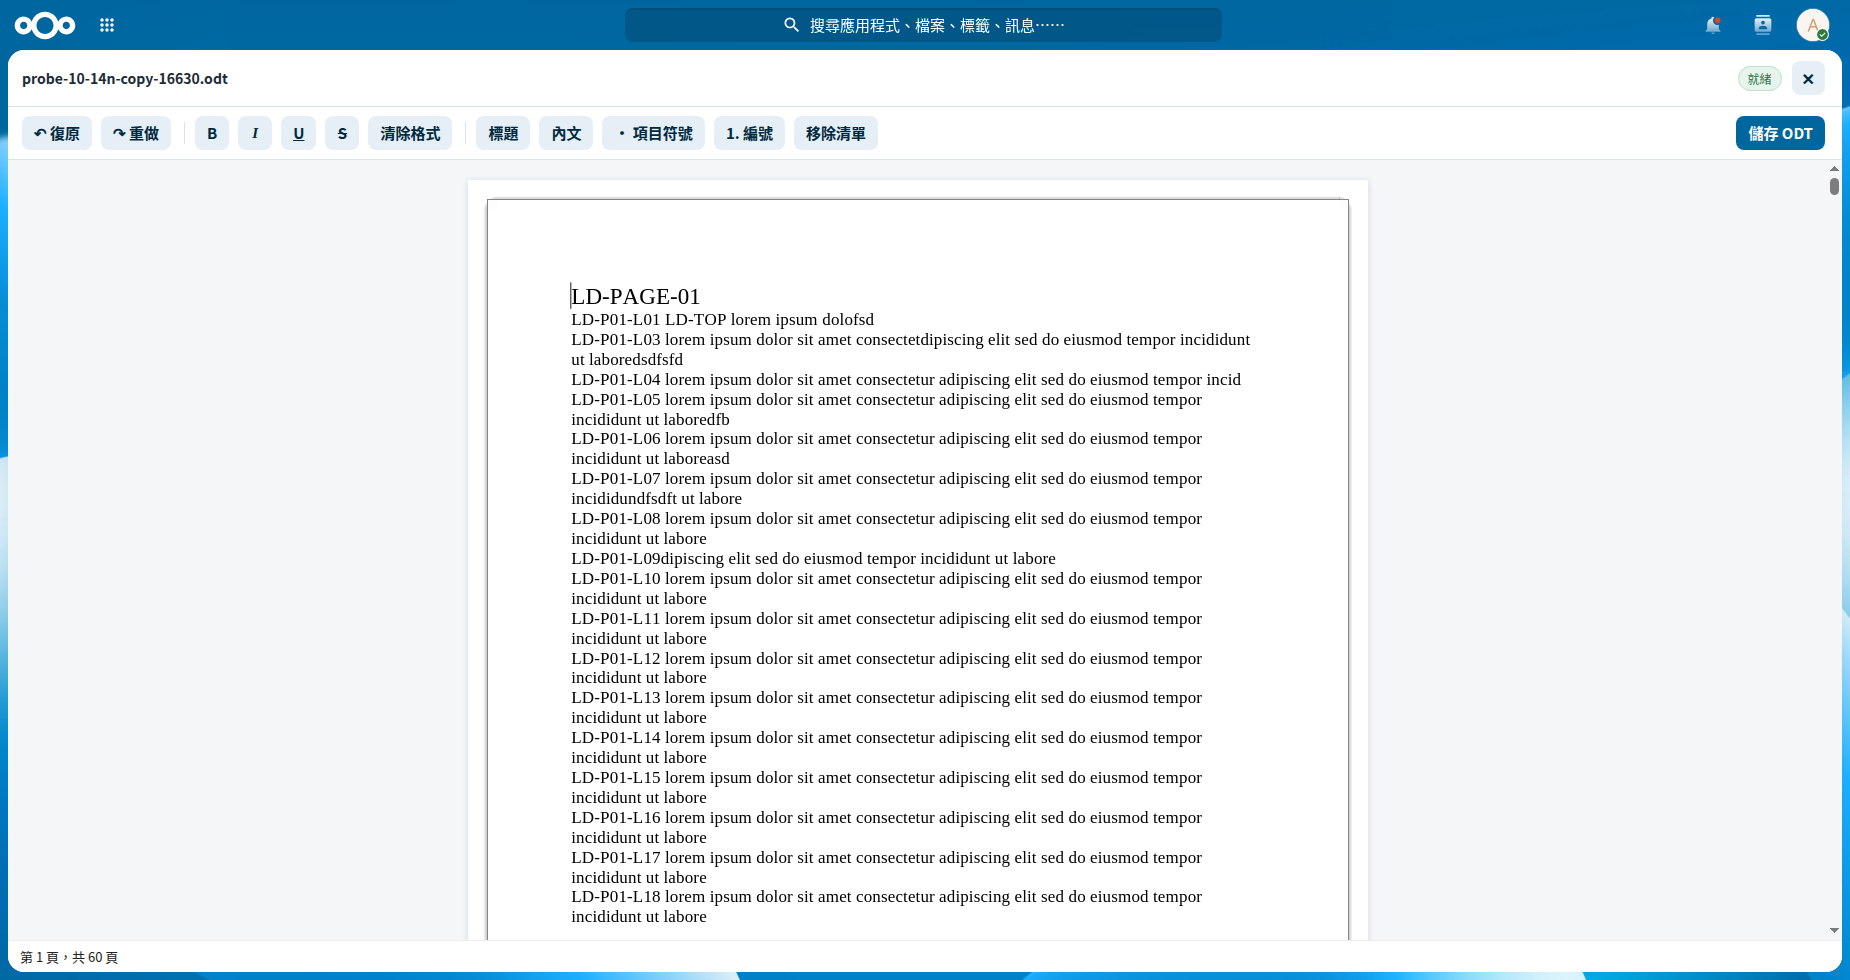 搜尋應用程式、檔案、標籤、訊息……
A
probe-10-14n-copy-16630.odt
就緒
✕
↶ 復原 ↷ 重做 B I U S 清除格式 標題 內文 • 項目符號 1. 編號 移除清單 儲存 ODT
LD-PAGE-01
LD-P01-L01 LD-TOP lorem ipsum dolofsd
LD-P01-L03 lorem ipsum dolor sit amet consectetdipiscing elit sed do eiusmod tempor incididunt
ut laboredsdfsfd
LD-P01-L04 lorem ipsum dolor sit amet consectetur adipiscing elit sed do eiusmod tempor incid
LD-P01-L05 lorem ipsum dolor sit amet consectetur adipiscing elit sed do eiusmod tempor
incididunt ut laboredfb
LD-P01-L06 lorem ipsum dolor sit amet consectetur adipiscing elit sed do eiusmod tempor
incididunt ut laboreasd
LD-P01-L07 lorem ipsum dolor sit amet consectetur adipiscing elit sed do eiusmod tempor
incididundfsdft ut labore
LD-P01-L08 lorem ipsum dolor sit amet consectetur adipiscing elit sed do eiusmod tempor
incididunt ut labore
LD-P01-L09dipiscing elit sed do eiusmod tempor incididunt ut labore
LD-P01-L10 lorem ipsum dolor sit amet consectetur adipiscing elit sed do eiusmod tempor
incididunt ut labore
LD-P01-L11 lorem ipsum dolor sit amet consectetur adipiscing elit sed do eiusmod tempor
incididunt ut labore
LD-P01-L12 lorem ipsum dolor sit amet consectetur adipiscing elit sed do eiusmod tempor
incididunt ut labore
LD-P01-L13 lorem ipsum dolor sit amet consectetur adipiscing elit sed do eiusmod tempor
incididunt ut labore
LD-P01-L14 lorem ipsum dolor sit amet consectetur adipiscing elit sed do eiusmod tempor
incididunt ut labore
LD-P01-L15 lorem ipsum dolor sit amet consectetur adipiscing elit sed do eiusmod tempor
incididunt ut labore
LD-P01-L16 lorem ipsum dolor sit amet consectetur adipiscing elit sed do eiusmod tempor
incididunt ut labore
LD-P01-L17 lorem ipsum dolor sit amet consectetur adipiscing elit sed do eiusmod tempor
incididunt ut labore
LD-P01-L18 lorem ipsum dolor sit amet consectetur adipiscing elit sed do eiusmod tempor
incididunt ut labore
第 1 頁，共 60 頁